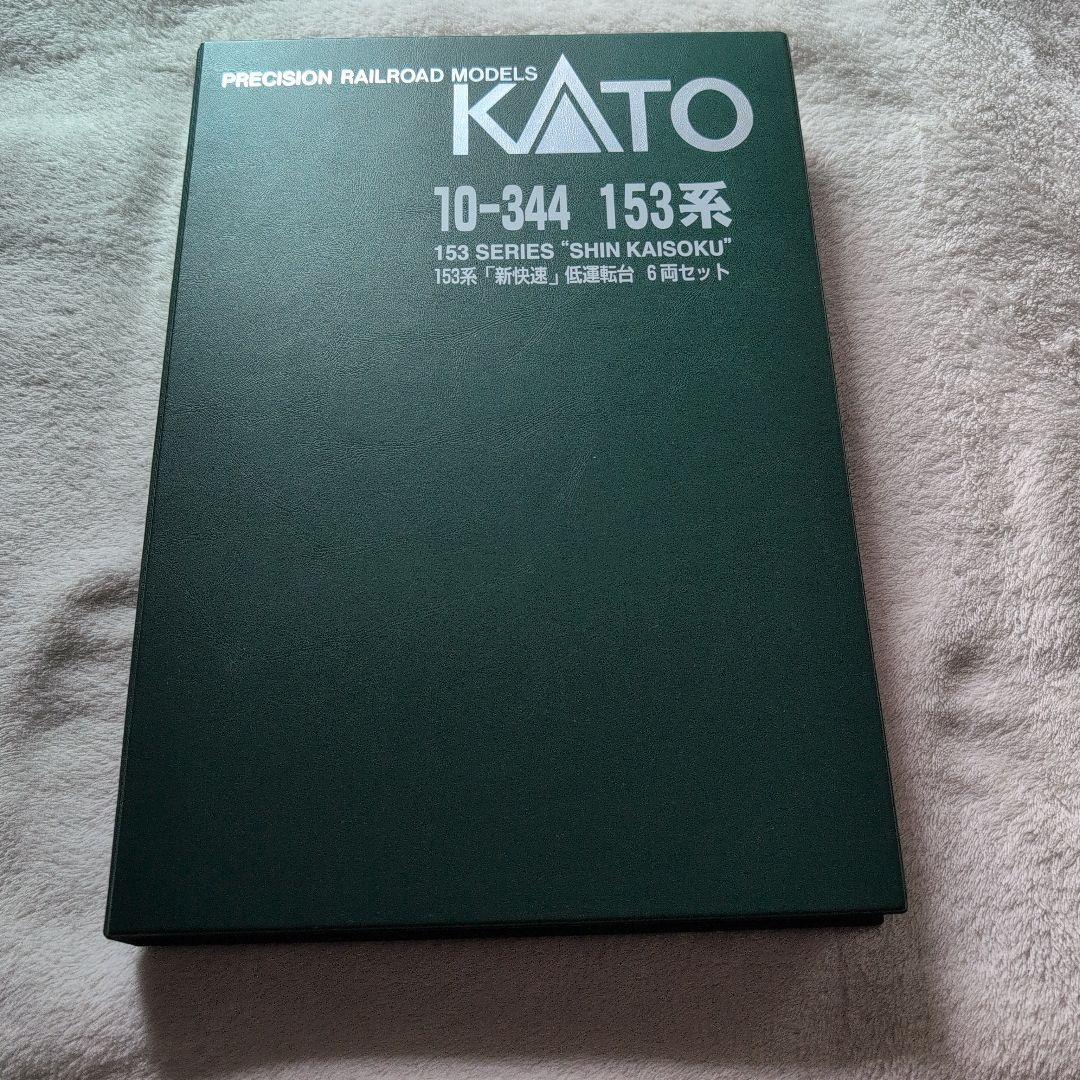 PRECISION RAILROAD MODELS
KATO
10-344 153系
153 SERIES "SHIN KAISOKU"
153系「新快速」低運転台 6両セット